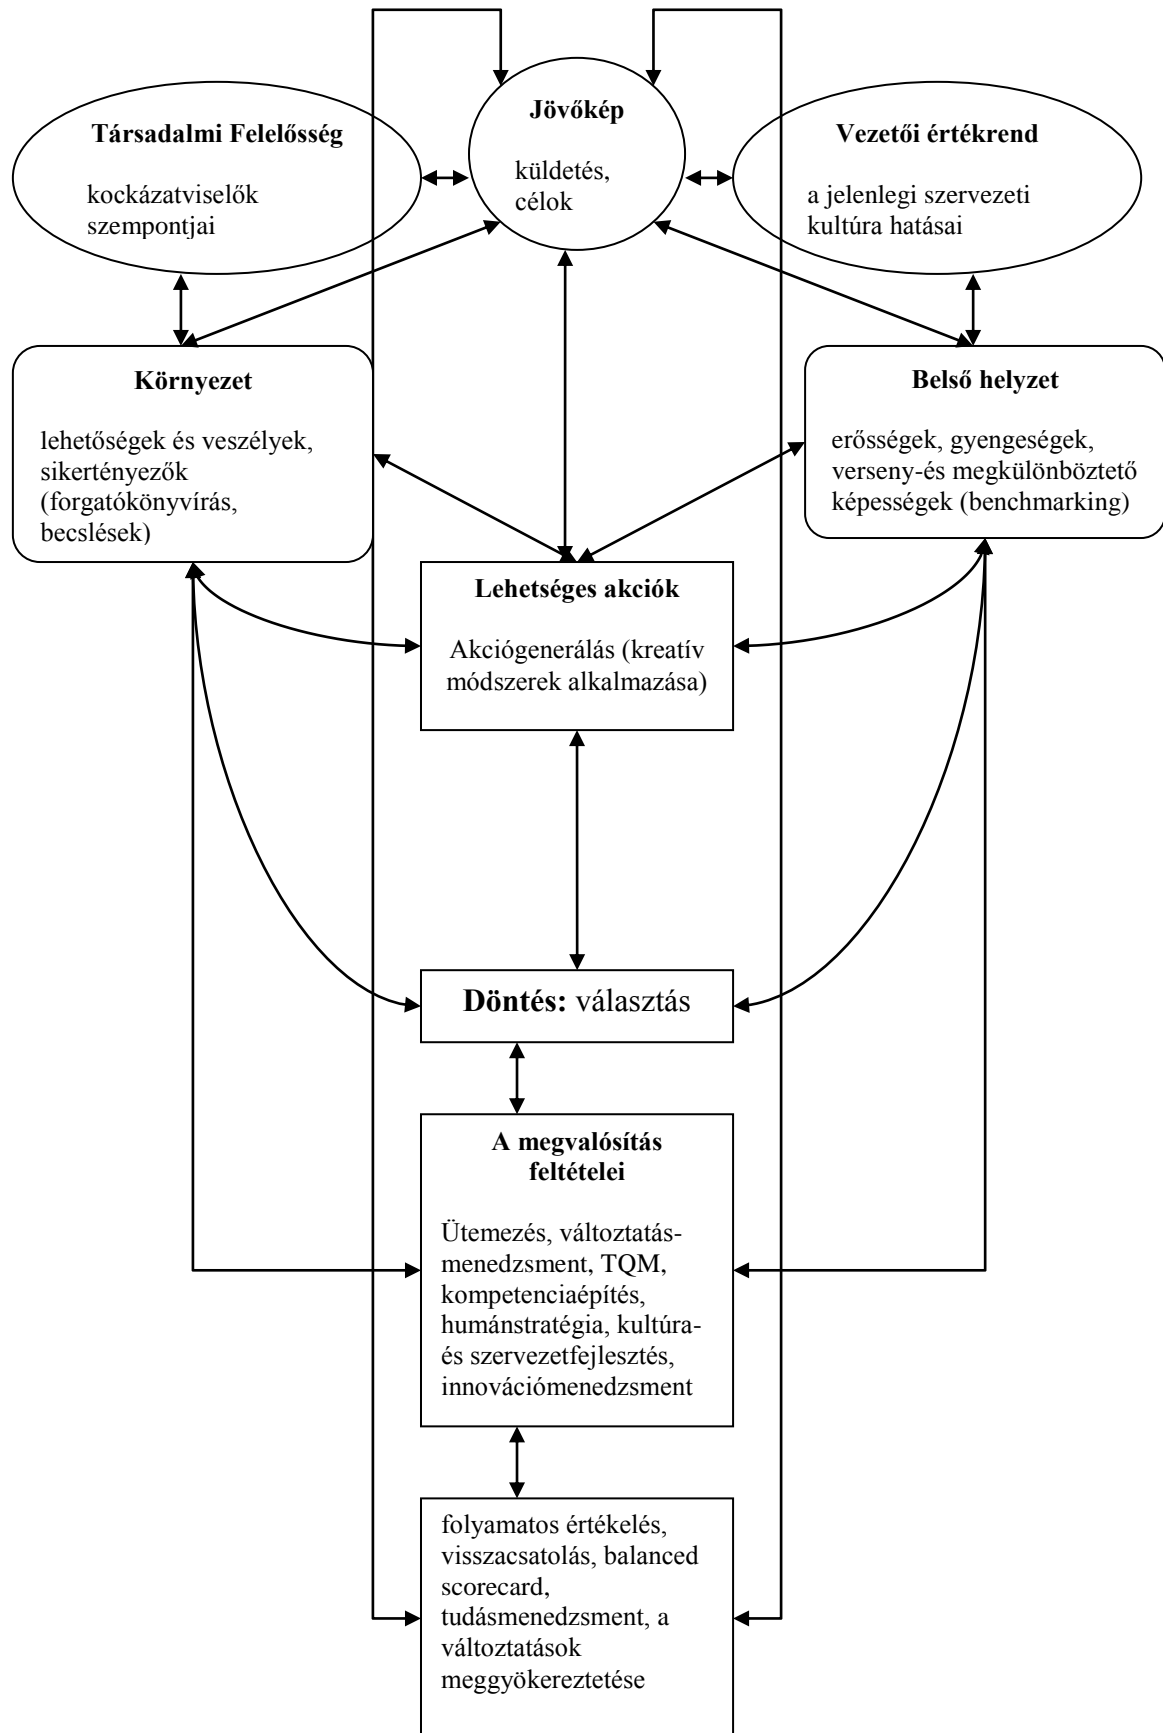 Jövőkép
küldetés,
célok
Társadalmi Felelősség
kockázatviselők
szempontjai
Vezetői értékrend
a jelenlegi szervezeti
kultúra hatásai
Környezet
lehetőségek és veszélyek,
sikertényezők
(forgatókönyvírás,
becslések)
Belső helyzet
erősségek, gyengeségek,
verseny-és megkülönböztető
képességek (benchmarking)
Lehetséges akciók
Akciógenerálás (kreatív
módszerek alkalmazása)
Döntés: választás
A megvalósítás
feltételei
Ütemezés, változtatás-
menedzsment, TQM,
kompetenciaépítés,
humánstratégia, kultúra-
és szervezetfejlesztés,
innovációmenedzsment
folyamatos értékelés,
visszacsatolás, balanced
scorecard,
tudásmenedzsment, a
változtatások
meggyökereztetése